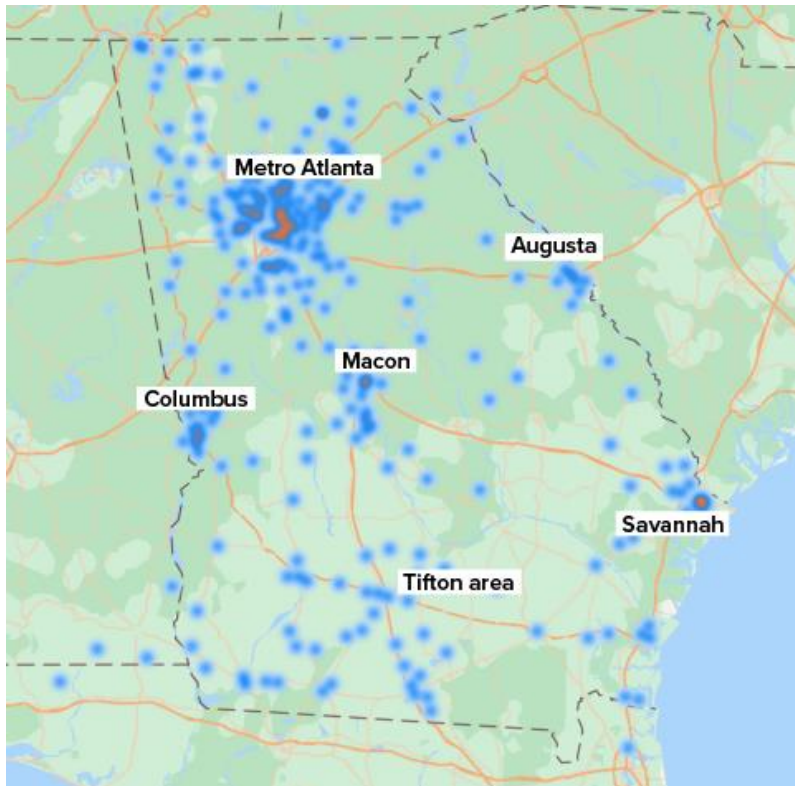 Metro Atlanta
Augusta
Macon
Columbus
Savannah
Tifton area